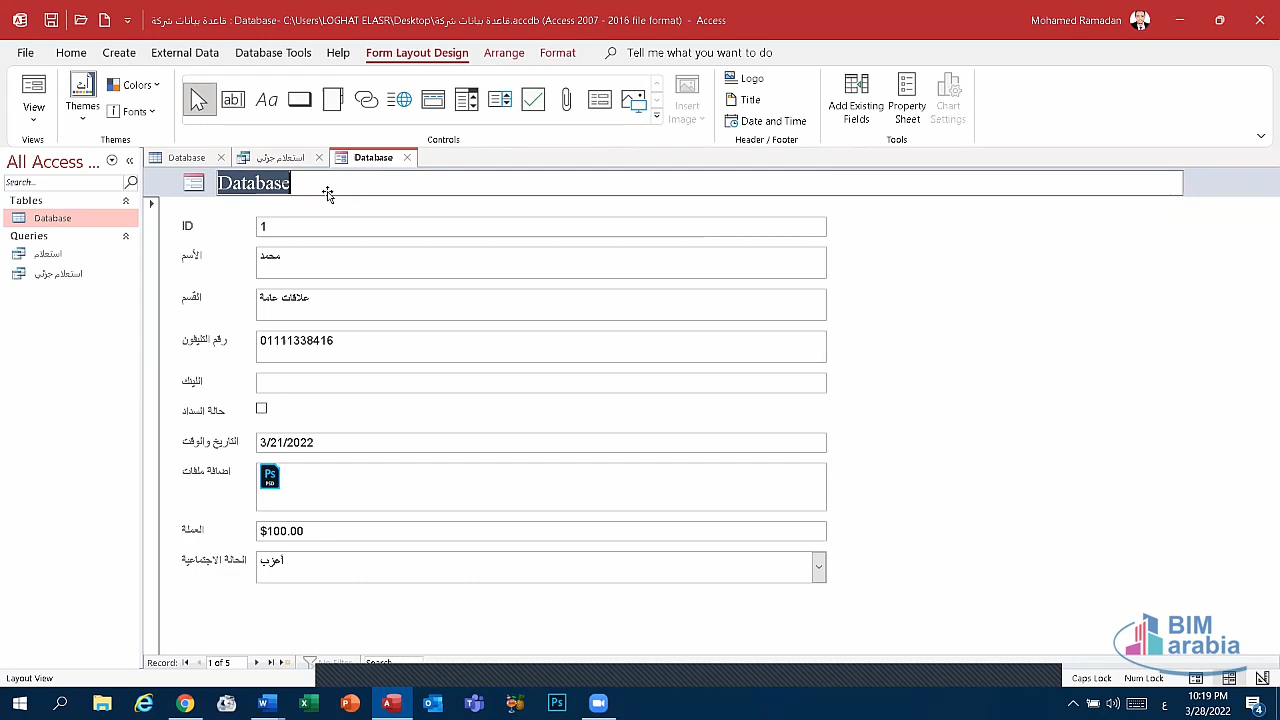 قاعدة بيانات شركة : Database- C:\Users\LOGHAT ELASR\Desktop\قاعدة بيانات شركة.accdb (Access 2007 - 2016 file format) - Access
Mohamed Ramadan
File Home Create External Data Database Tools Help Form Layout Design Arrange Format Tell me what you want to do
View
Views
Themes
Colors
Fonts
Themes
Controls
Insert
Image
Logo
Title
Date and Time
Header / Footer
Add Existing
Fields
Property
Sheet
Chart
Settings
Tools
All Access ...
Search...
Tables
Database
Queries
استعلام
استعلام جزئي
Database استعلام جزئي Database
Database
ID 1
الأسم محمد
القسم علاقات عامة
رقم التليفون 01111338416
اللينك
حالة السداد
التاريخ والوقت 3/21/2022
اضافة ملفات Ps
PSD
العملة $100.00
الحالة الاجتماعية أعزب
BIM
arabia
Record: 1 of 5 No Filter Search
Layout View
Caps Lock Num Lock
10:19 PM
3/28/2022
ع
4